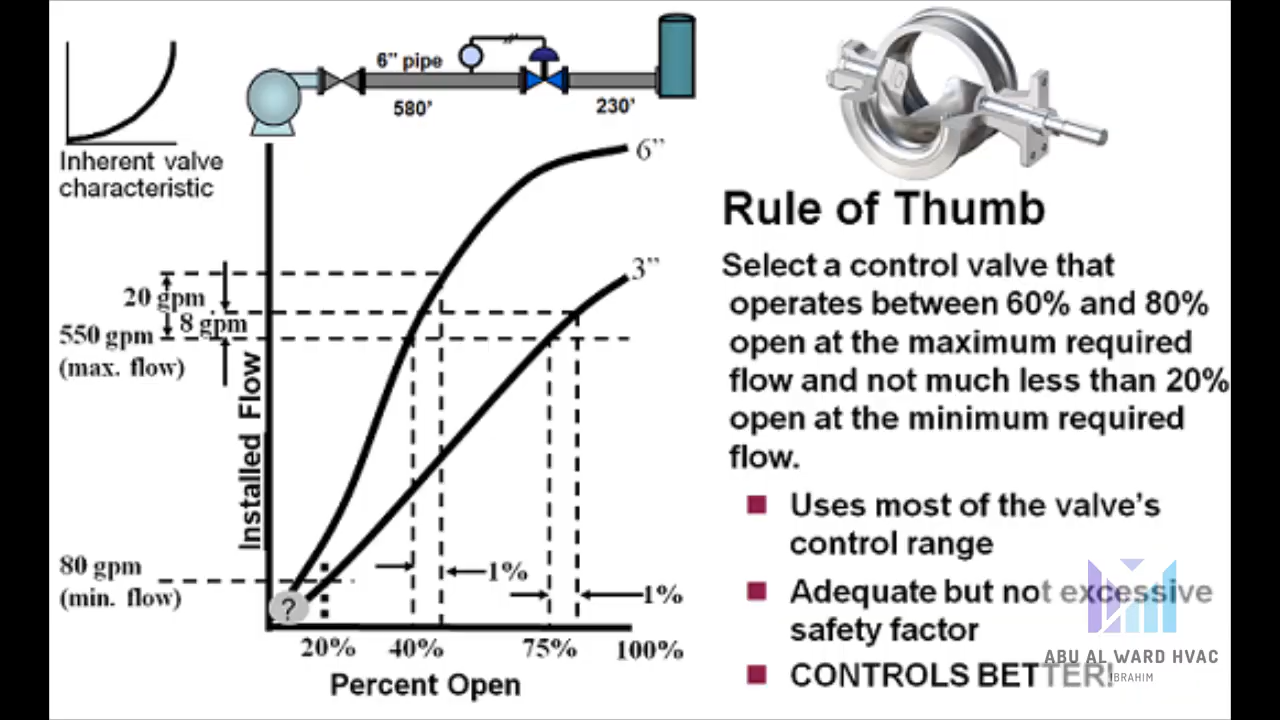 6” pipe
580’
230’
Inherent valve
characteristic
6”
3”
20 gpm
8 gpm
550 gpm
(max. flow)
Installed Flow
80 gpm
(min. flow)
?
1%
1%
20%
40%
75%
100%
Percent Open
Rule of Thumb
Select a control valve that
operates between 60% and 80%
open at the maximum required
flow and not much less than 20%
open at the minimum required
flow.
Uses most of the valve’s
control range
Adequate but not excessive
safety factor
CONTROLS BETTER!
ABU AL WARD HVAC
IBRAHIM